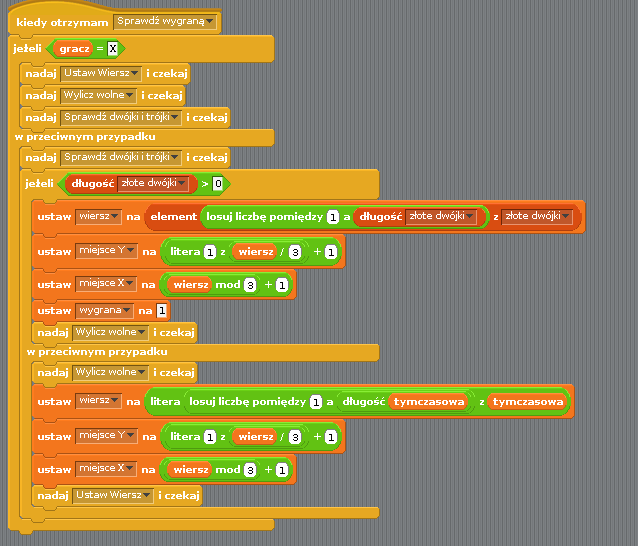 kiedy otrzymam Sprawdź wygraną
jeżeli gracz = X
nadaj Ustaw Wiersz i czekaj
nadaj Wylicz wolne i czekaj
nadaj Sprawdź dwójki i trójki i czekaj
w przeciwnym przypadku
nadaj Sprawdź dwójki i trójki i czekaj
jeżeli długość złote dwójki > 0
ustaw wiersz na element losuj liczbę pomiędzy 1 a długość złote dwójki z złote dwójki
ustaw miejsce Y na litera 1 z wiersz / 3 + 1
ustaw miejsce X na wiersz mod 3 + 1
ustaw wygrana na 1
nadaj Wylicz wolne i czekaj
w przeciwnym przypadku
nadaj Wylicz wolne i czekaj
ustaw wiersz na litera losuj liczbę pomiędzy 1 a długość tymczasowa z tymczasowa
ustaw miejsce Y na litera 1 z wiersz / 3 + 1
ustaw miejsce X na wiersz mod 3 + 1
nadaj Ustaw Wiersz i czekaj